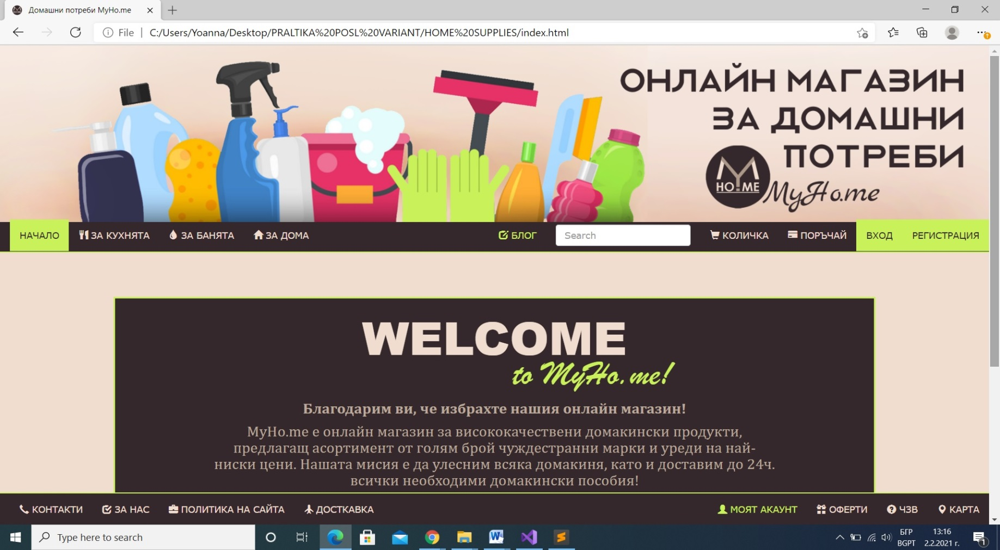 Домашни потреби MyHo.me
File | C:/Users/Yoanna/Desktop/PRALTIKA%20POSL%20VARIANT/HOME%20SUPPLIES/index.html
ОНЛАЙН МАГАЗИН
ЗА ДОМАШНИ
ПОТРЕБИ
MY
HO.ME
MyHo.me
НАЧАЛО ЗА КУХНЯТА ЗА БАНЯТА ЗА ДОМА БЛОГ Search КОЛИЧКА ПОРЪЧАЙ ВХОД РЕГИСТРАЦИЯ
WELCOME
to MyHo.me!
Благодарим ви, че избрахте нашия онлайн магазин!
MyHo.me е онлайн магазин за висококачествени домакински продукти,
предлагащ асортимент от голям брой чуждестранни марки и уреди на най-
ниски цени. Нашата мисия е да улесним всяка домакиня, като и доставим до 24ч.
всички необходими домакински пособия!
КОНТАКТИ ЗА НАС ПОЛИТИКА НА САЙТА ДОСТКАВКА МОЯТ АКАУНТ ОФЕРТИ ЧЗВ КАРТА
Type here to search
БГР
BGPT
13:16
2.2.2021 г.
1